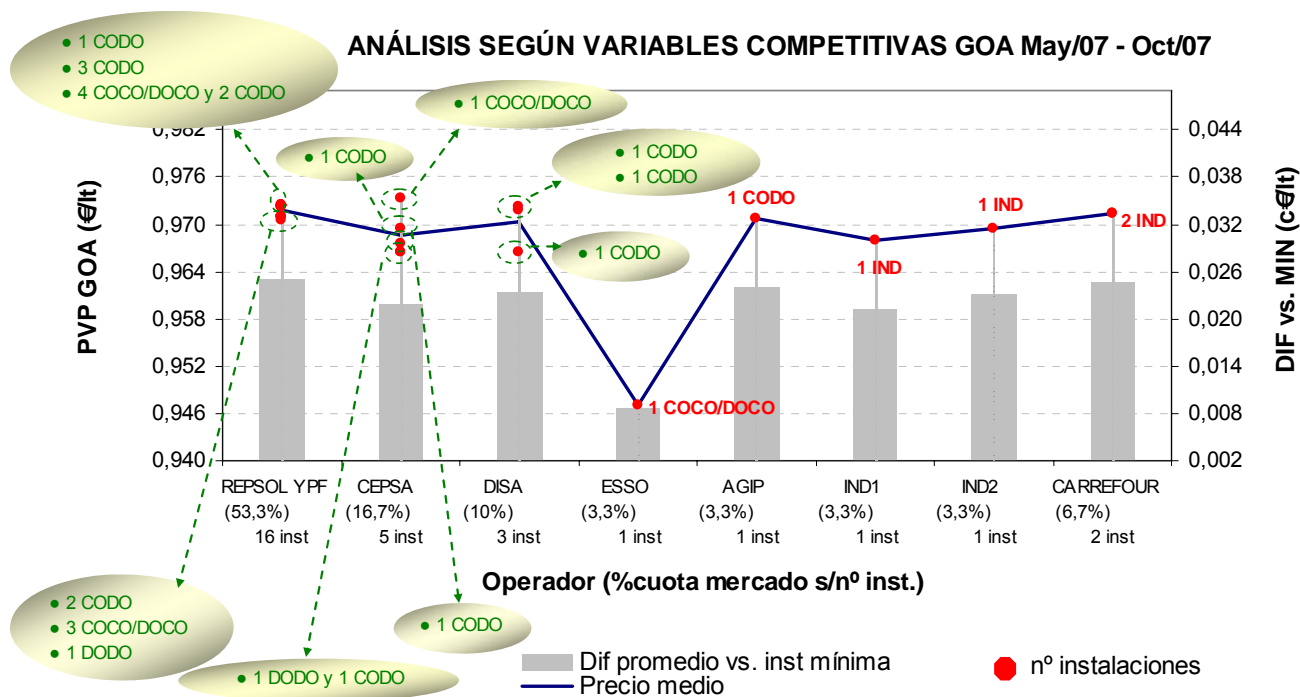 ANÁLISIS SEGÚN VARIABLES COMPETITIVAS GOA May/07 - Oct/07
• 1 CODO
• 3 CODO
• 4 COCO/DOCO y 2 CODO
• 1 COCO/DOCO
• 1 CODO
• 1 CODO
• 1 CODO
• 1 CODO
PVP GOA (€/lt)
0,982
0,976
0,970
0,964
0,958
0,952
0,946
0,940
DIF vs. MIN (c€/lt)
0,044
0,038
0,032
0,026
0,020
0,014
0,008
0,002
1 CODO
1 IND
1 IND
2 IND
1 COCO/DOCO
REPSOL YPF
(53,3%)
16 inst
CEPSA
(16,7%)
5 inst
DISA
(10%)
3 inst
ESSO
(3,3%)
1 inst
AGIP
(3,3%)
1 inst
IND1
(3,3%)
1 inst
IND2
(3,3%)
1 inst
CARREFOUR
(6,7%)
2 inst
Operador (%cuota mercado s/nº inst.)
• 2 CODO
• 3 COCO/DOCO
• 1 DODO
• 1 CODO
• 1 DODO y 1 CODO
Dif promedio vs. inst mínima
Precio medio
nº instalaciones